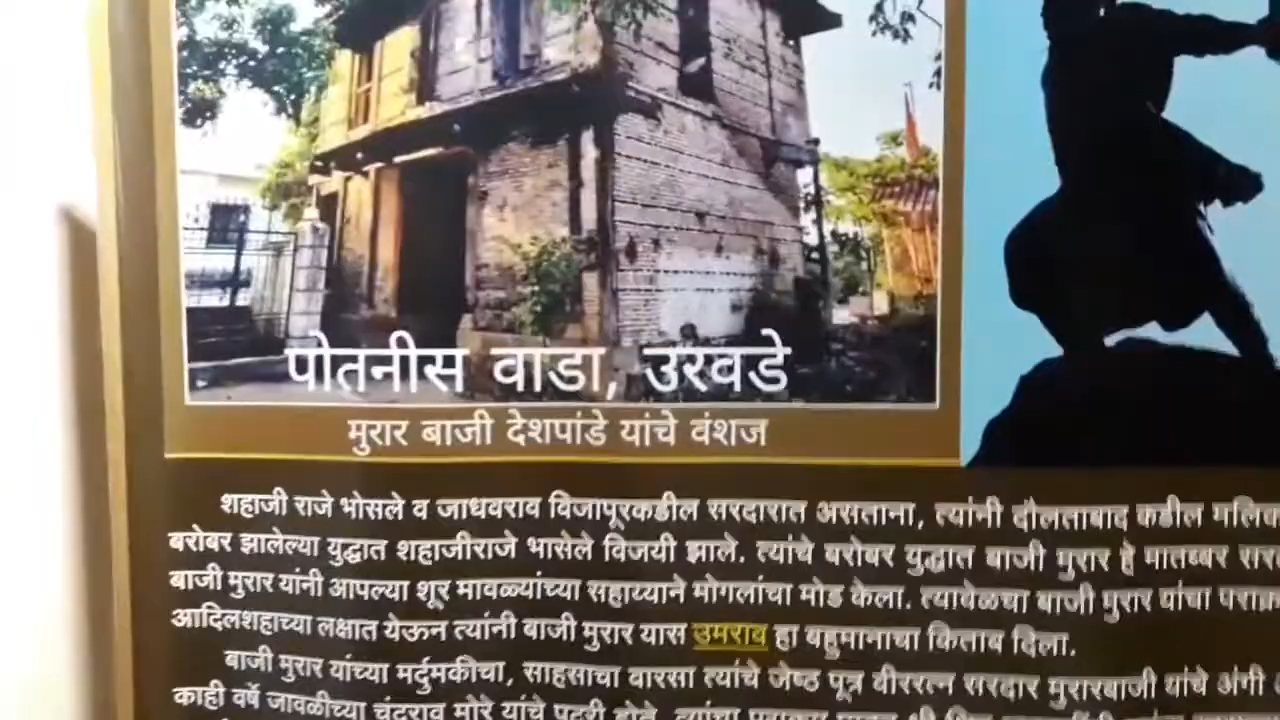 पोतनीस वाडा, उरवडे
मुरार बाजी देशपांडे यांचे वंशज
शहाजी राजे भोसले व जाधवराव विजापूरकडील सरदारात असताना, त्यांनी दौलताबाद कडील
बरोबर झालेल्या युद्धात शहाजीराजे भासेले विजयी झाले. त्यांचे बरोबर युद्धात बाजी मुरार हे मातब्बर
बाजी मुरार यांनी आपल्या शूर मावळ्यांच्या सहाय्याने मोगलांचा मोड केला. त्यावेळचा बाजी मुरार यांचा
आदिलशहाच्या लक्षात येऊन त्यांनी बाजी मुरार यास उमराव हा बहुमानाचा किताब दिला.
बाजी मुरार यांच्या मर्दुमकीचा, साहसाचा वारसा त्यांचे जेष्ठ पूत्र वीररत्न सरदार मुरारबाजी यांचे अंगी
काही वर्षे जावळीच्या चंद्रराव मोरे यांचे पदरी होते.